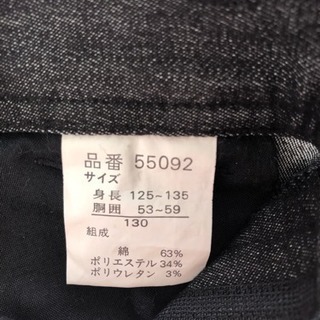 品番 55092
サイズ
身長 125~135
胴囲 53~59
130
組成
綿 63%
ポリエステル 34%
ポリウレタン 3%